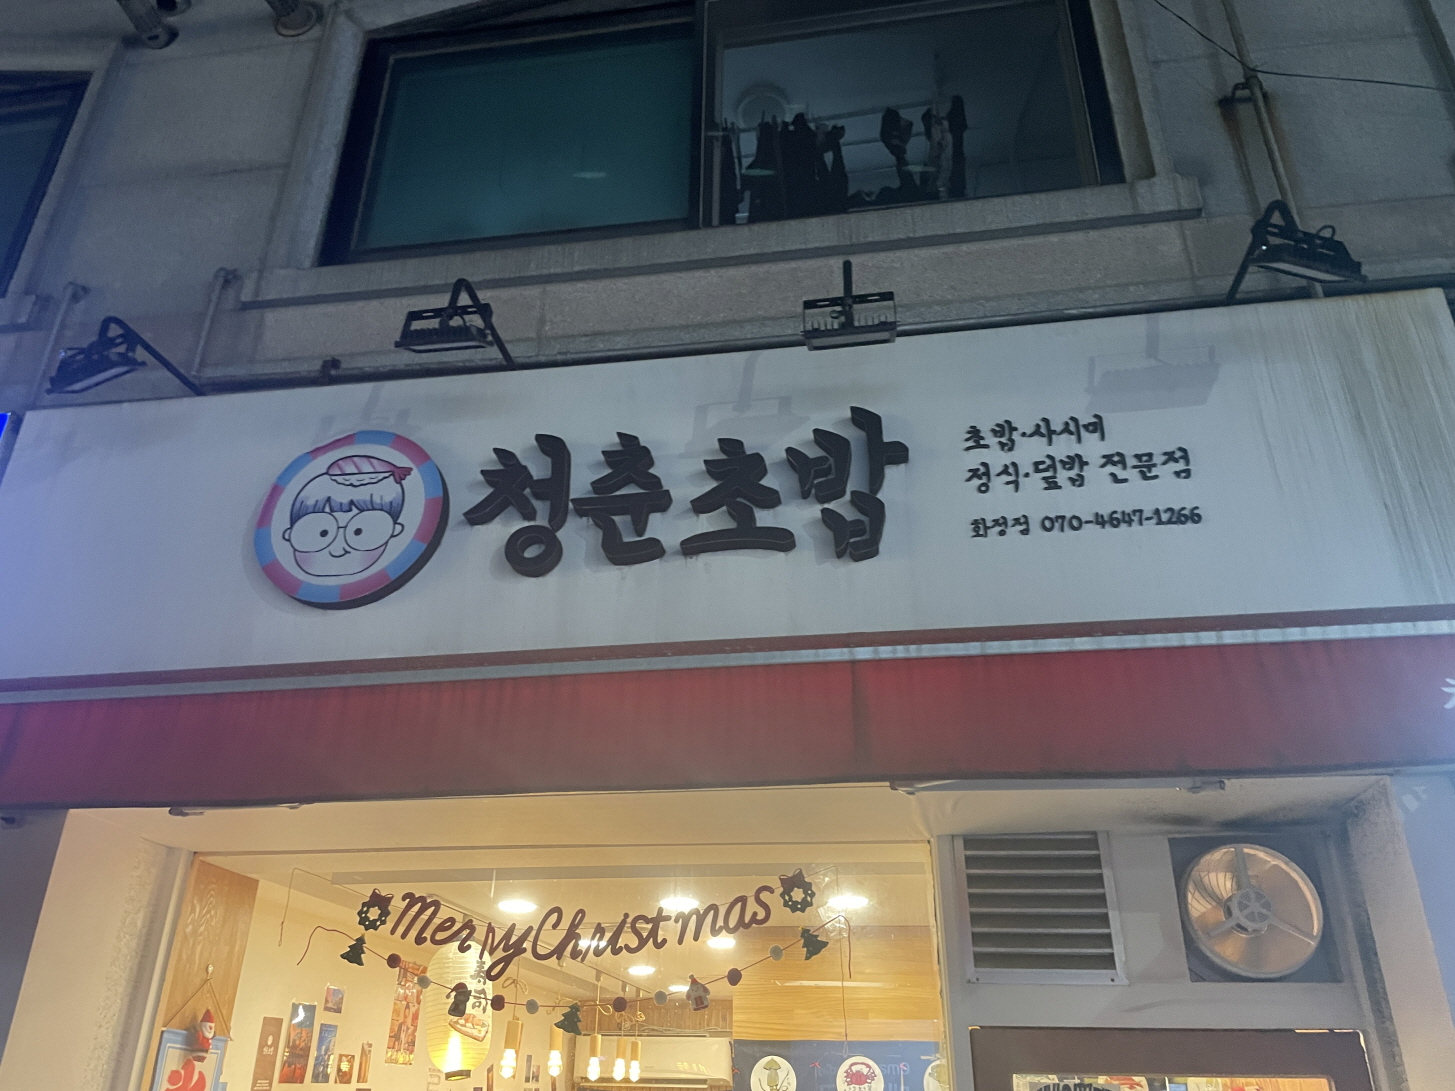 청춘초밥
초밥·사시미
정식·덮밥 전문점
화정점 070-4647-1266
Merry Christmas